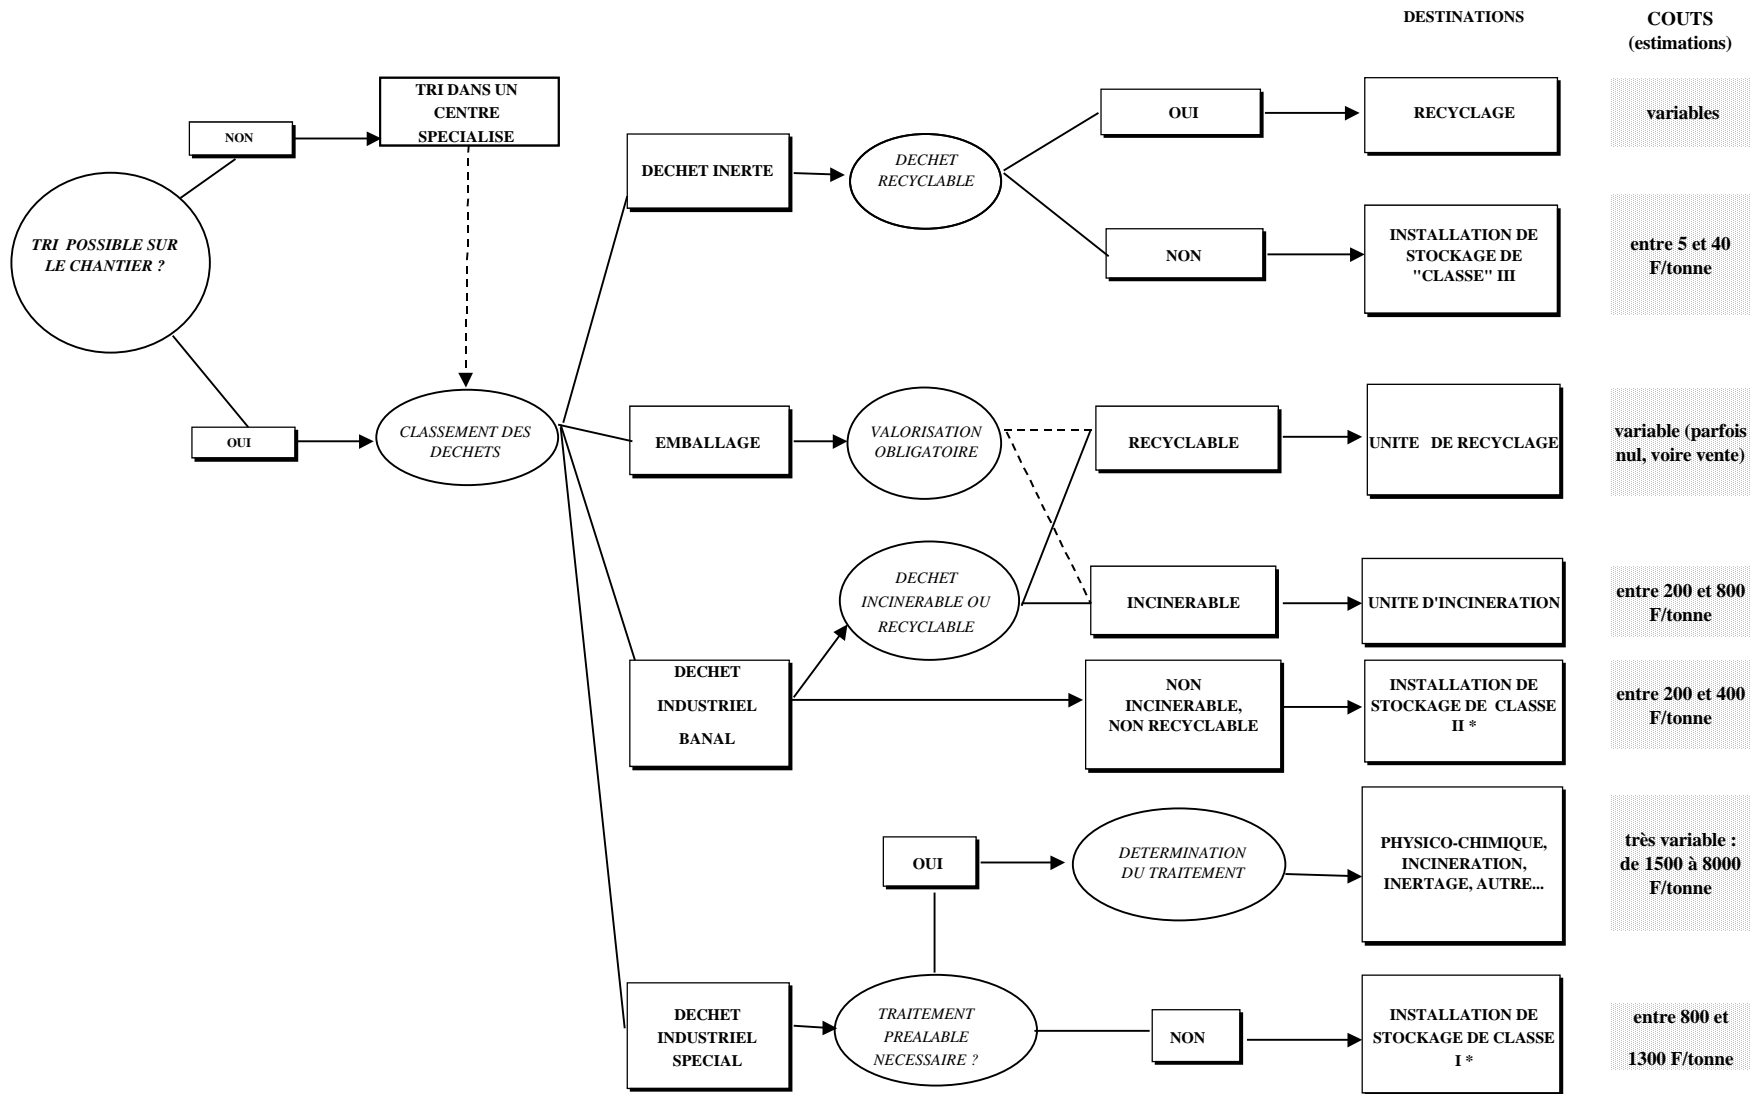 DESTINATIONS
COUTS
(estimations)
TRI DANS UN
CENTRE
SPECIALISE
NON
TRI POSSIBLE SUR
LE CHANTIER ?
OUI
CLASSEMENT DES
DECHETS
DECHET INERTE
DECHET
RECYCLABLE
OUI
RECYCLAGE
variables
NON
INSTALLATION DE
STOCKAGE DE
"CLASSE" III
entre 5 et 40
F/tonne
EMBALLAGE
VALORISATION
OBLIGATOIRE
RECYCLABLE
UNITE DE RECYCLAGE
variable (parfois
nul, voire vente)
DECHET
INCINERABLE OU
RECYCLABLE
INCINERABLE
UNITE D'INCINERATION
entre 200 et 800
F/tonne
DECHET
INDUSTRIEL
BANAL
NON
INCINERABLE,
NON RECYCLABLE
INSTALLATION DE
STOCKAGE DE CLASSE
II *
entre 200 et 400
F/tonne
OUI
DETERMINATION
DU TRAITEMENT
PHYSICO-CHIMIQUE,
INCINERATION,
INERTAGE, AUTRE...
très variable :
de 1500 à 8000
F/tonne
DECHET
INDUSTRIEL
SPECIAL
TRAITEMENT
PREALABLE
NECESSAIRE ?
NON
INSTALLATION DE
STOCKAGE DE CLASSE
I *
entre 800 et
1300 F/tonne